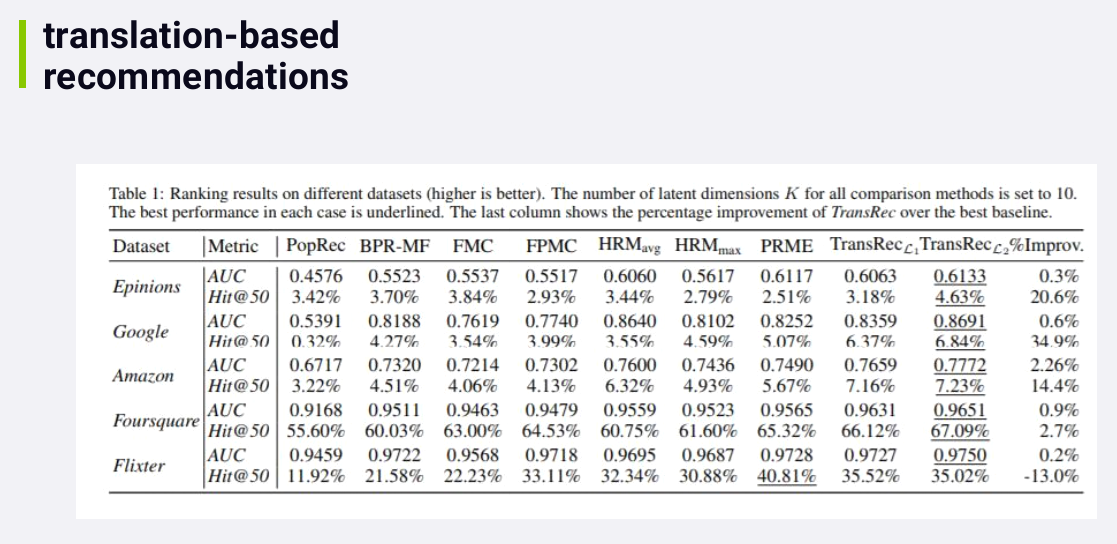 translation-based
recommendations
Table 1: Ranking results on different datasets (higher is better). The number of latent dimensions K for all comparison methods is set to 10.
The best performance in each case is underlined. The last column shows the percentage improvement of TransRec over the best baseline.
Dataset Metric PopRec BPR-MF FMC FPMC HRMavg HRMmax PRME TransRecL1 TransRecL2 %Improv.
Epinions AUC 0.4576 0.5523 0.5537 0.5517 0.6060 0.5617 0.6117 0.6063 0.6133 0.3%
Hit@50 3.42% 3.70% 3.84% 2.93% 3.44% 2.79% 2.51% 3.18% 4.63% 20.6%
Google AUC 0.5391 0.8188 0.7619 0.7740 0.8640 0.8102 0.8252 0.8359 0.8691 0.6%
Hit@50 0.32% 4.27% 3.54% 3.99% 3.55% 4.59% 5.07% 6.37% 6.84% 34.9%
Amazon AUC 0.6717 0.7320 0.7214 0.7302 0.7600 0.7436 0.7490 0.7659 0.7772 2.26%
Hit@50 3.22% 4.51% 4.06% 4.13% 6.32% 4.93% 5.67% 7.16% 7.23% 14.4%
Foursquare AUC 0.9168 0.9511 0.9463 0.9479 0.9559 0.9523 0.9565 0.9631 0.9651 0.9%
Hit@50 55.60% 60.03% 63.00% 64.53% 60.75% 61.60% 65.32% 66.12% 67.09% 2.7%
Flixter AUC 0.9459 0.9722 0.9568 0.9718 0.9695 0.9687 0.9728 0.9727 0.9750 0.2%
Hit@50 11.92% 21.58% 22.23% 33.11% 32.34% 30.88% 40.81% 35.52% 35.02% -13.0%